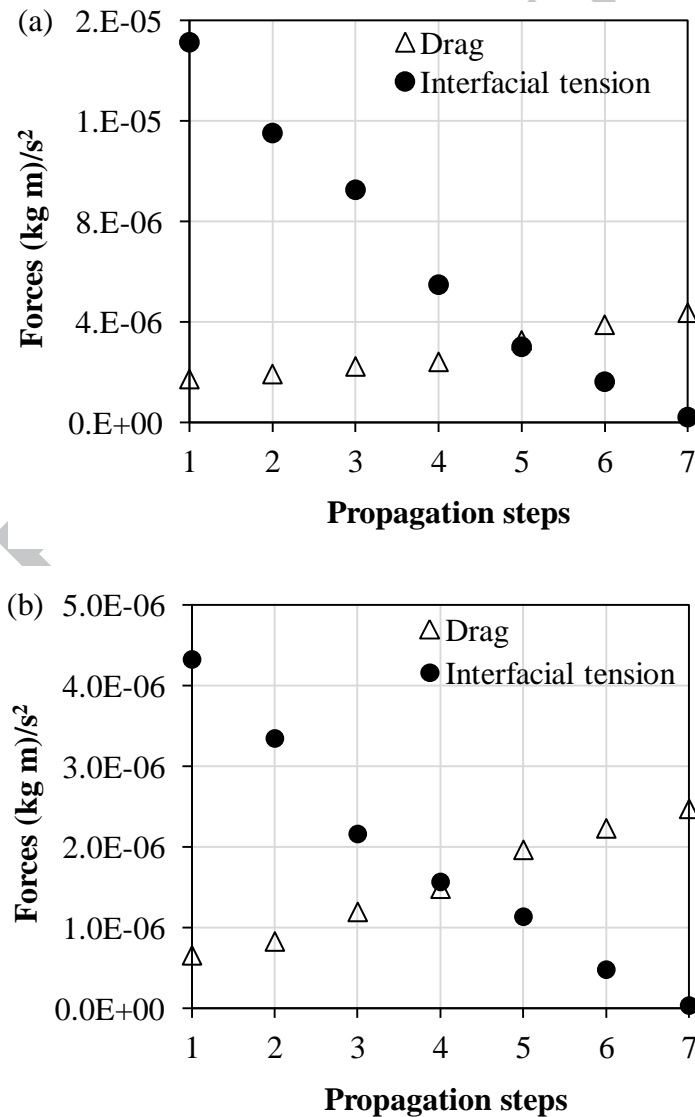 (a)
2.E-05
1.E-05
8.E-06
4.E-06
0.E+00
Forces (kg m)/s²
Drag
Interfacial tension
1 2 3 4 5 6 7
Propagation steps
(b)
5.0E-06
4.0E-06
3.0E-06
2.0E-06
1.0E-06
0.0E+00
Forces (kg m)/s²
Drag
Interfacial tension
1 2 3 4 5 6 7
Propagation steps